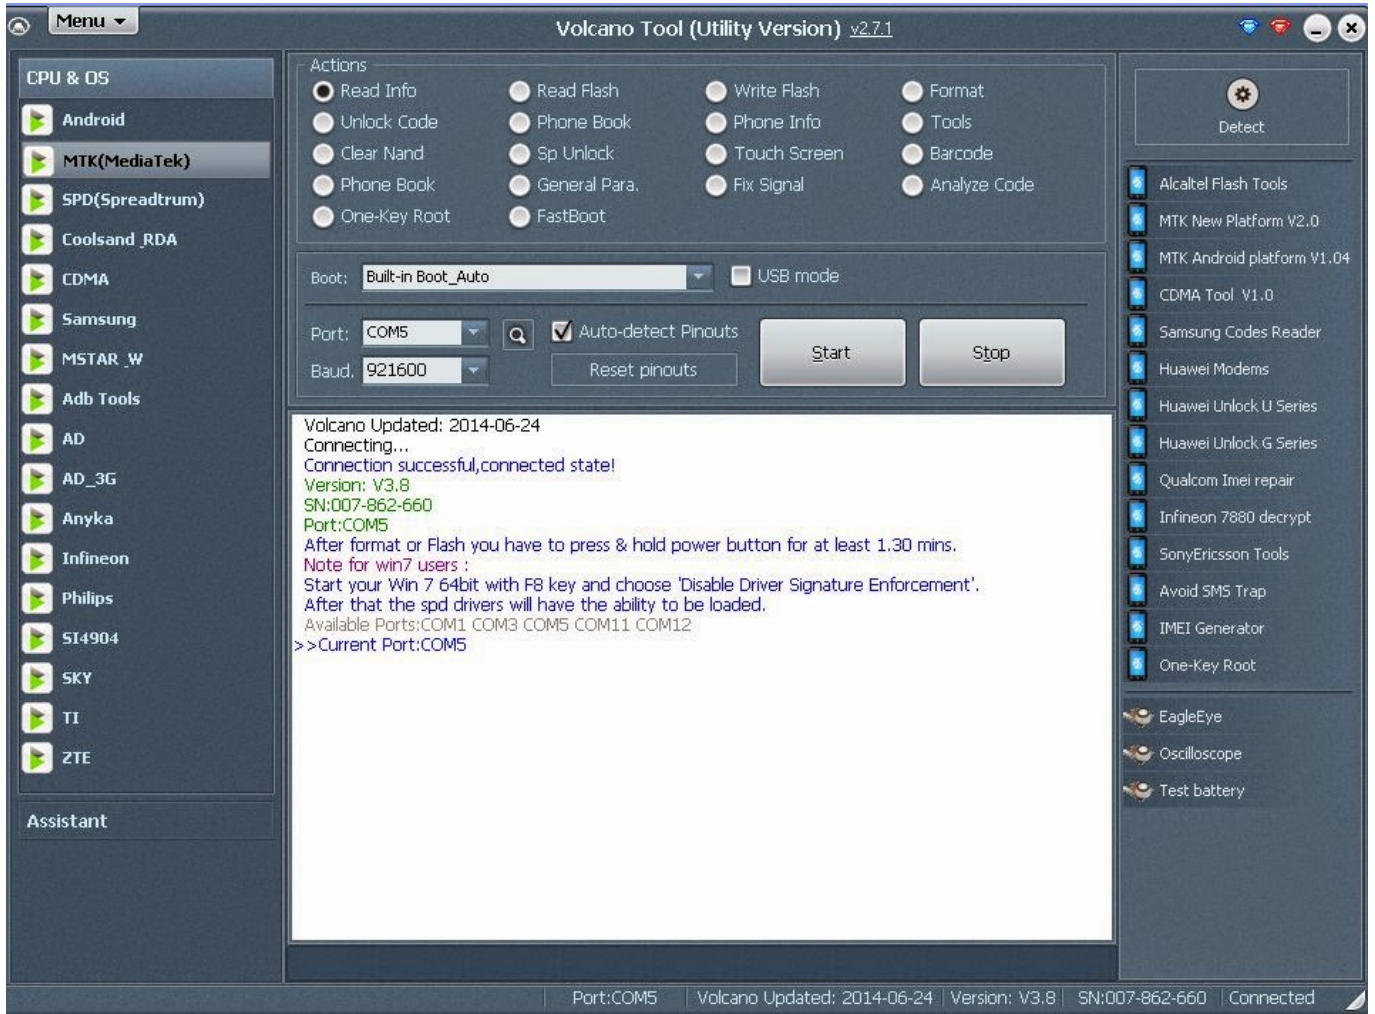 Menu
Volcano Tool (Utility Version) v2.7.1
CPU & OS
Android
MTK(MediaTek)
SPD(Spreadtrum)
Coolsand_RDA
CDMA
Samsung
MSTAR_W
Adb Tools
AD
AD_3G
Anyka
Infineon
Philips
SI4904
SKY
TI
ZTE
Assistant
Actions
Read Info Read Flash Write Flash Format
Unlock Code Phone Book Phone Info Tools
Clear Nand Sp Unlock Touch Screen Barcode
Phone Book General Para. Fix Signal Analyze Code
One-Key Root FastBoot
Boot: Built-in Boot_Auto USB mode
Port: COM5 Auto-detect Pinouts
Baud. 921600 Reset pinouts
Start Stop
Volcano Updated: 2014-06-24
Connecting...
Connection successful,connected state!
Version: V3.8
SN:007-862-660
Port:COM5
After format or Flash you have to press & hold power button for at least 1.30 mins.
Note for win7 users :
Start your Win 7 64bit with F8 key and choose 'Disable Driver Signature Enforcement'.
After that the spd drivers will have the ability to be loaded.
Available Ports:COM1 COM3 COM5 COM11 COM12
>>Current Port:COM5
Detect
Alcaltel Flash Tools
MTK New Platform V2.0
MTK Android platform V1.04
CDMA Tool V1.0
Samsung Codes Reader
Huawei Modems
Huawei Unlock U Series
Huawei Unlock G Series
Qualcom Imei repair
Infineon 7880 decrypt
SonyEricsson Tools
Avoid SMS Trap
IMEI Generator
One-Key Root
EagleEye
Oscilloscope
Test battery
Port:COM5 Volcano Updated: 2014-06-24 Version: V3.8 SN:007-862-660 Connected